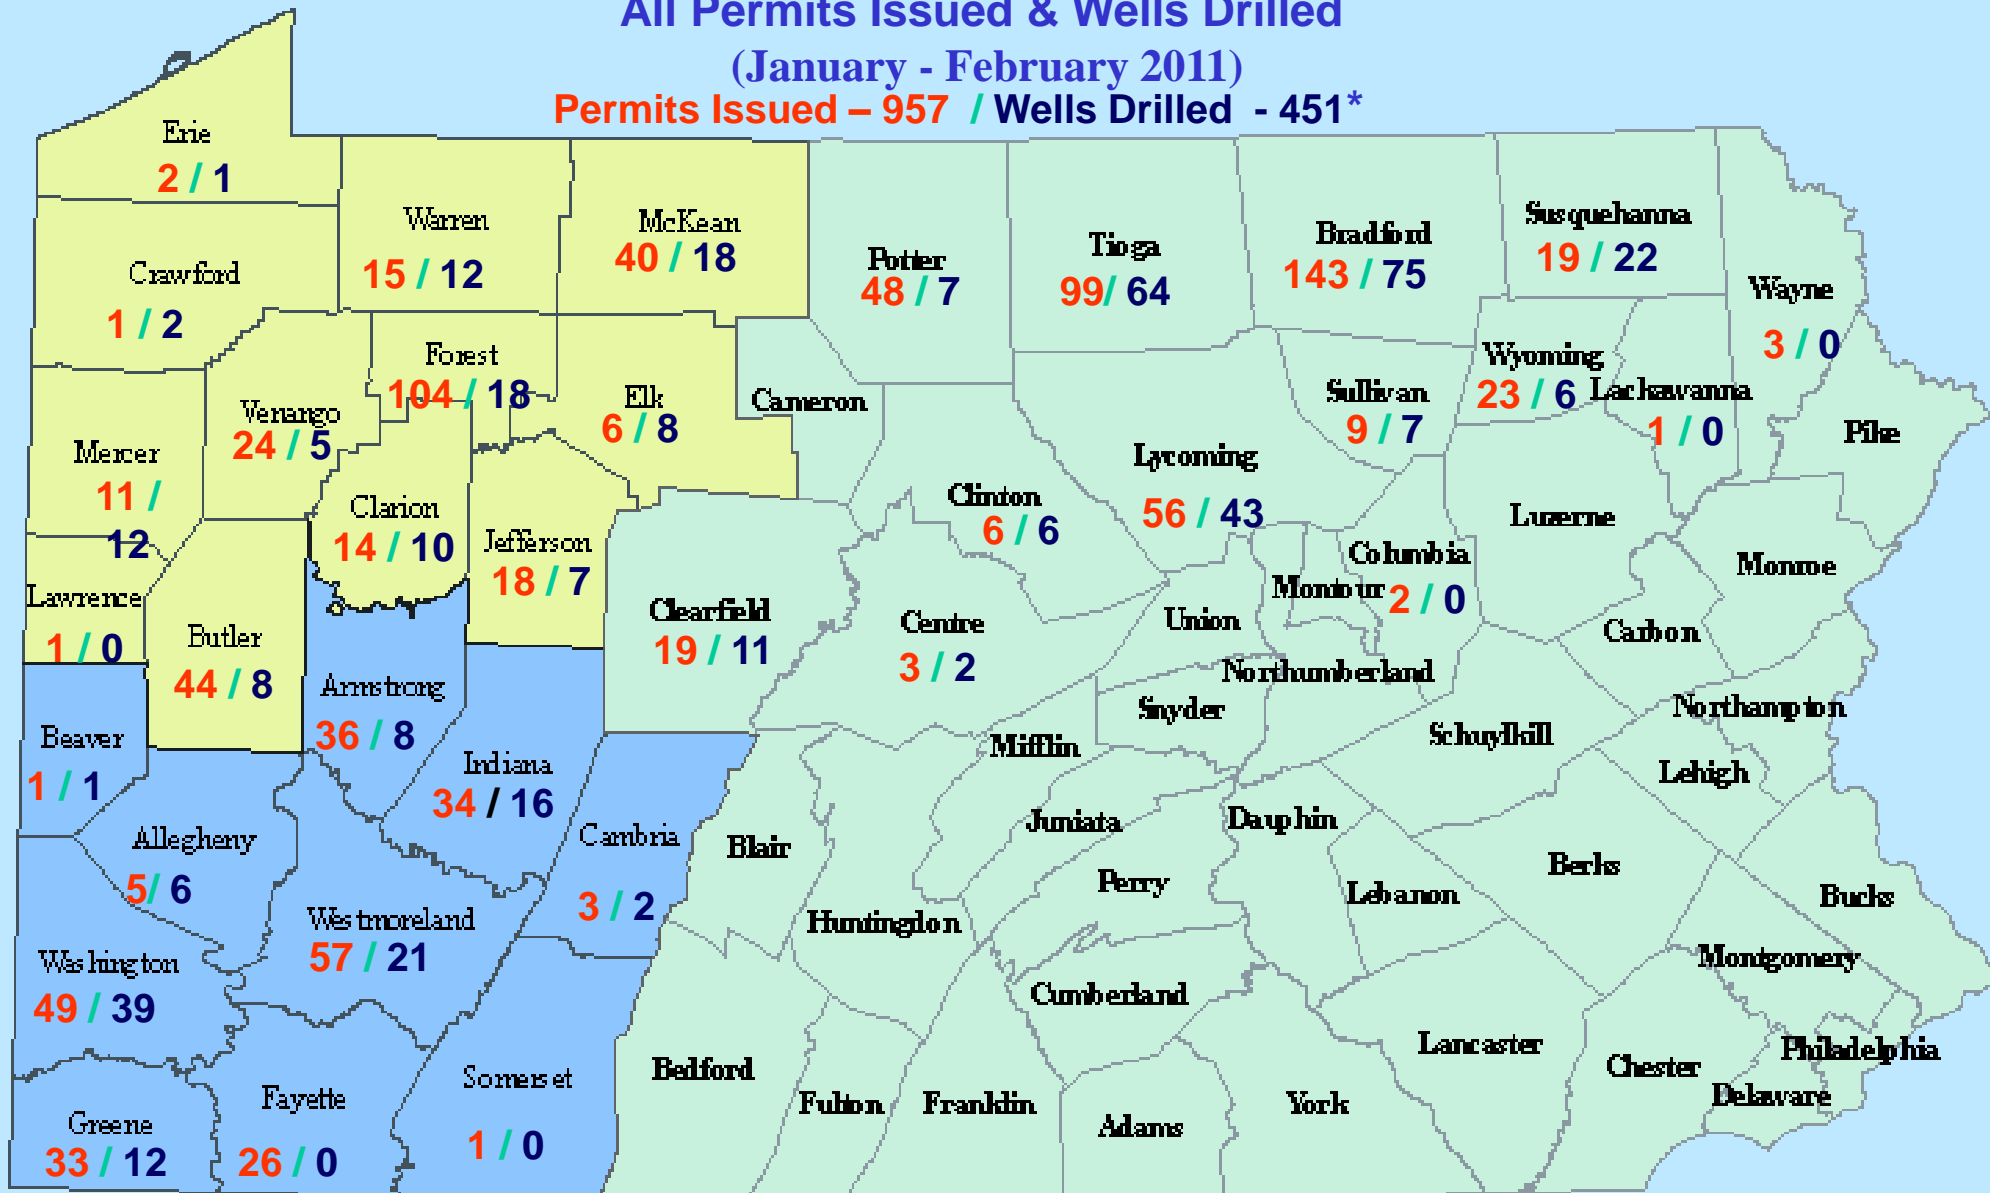 All Permits Issued & Wells Drilled
(January - February 2011)
Permits Issued – 957 / Wells Drilled - 451*
Erie
2 / 1
Warren
15 / 12
McKean
40 / 18
Potter
48 / 7
Tioga
99/ 64
Bradford
143 / 75
Susquehanna
19 / 22
Wayne
3 / 0
Crawford
1 / 2
Forest
104 / 18
Elk
6 / 8
Cameron
Sullivan
9 / 7
Wyoming
23 / 6
Lackawanna
1 / 0
Pike
Venango
24 / 5
Mercer
11 /
12
Clarion
14 / 10
Jefferson
18 / 7
Clinton
6 / 6
Lycoming
56 / 43
Luzerne
Columbia
2 / 0
Montour
Monroe
Lawrence
1 / 0
Butler
44 / 8
Clearfield
19 / 11
Centre
3 / 2
Union
Carbon
Northumberland
Snyder
Northampton
Armstrong
36 / 8
Beaver
1 / 1
Indiana
34 / 16
Mifflin
Schuylkill
Lehigh
Allegheny
5/ 6
Cambria
3 / 2
Blair
Juniata
Dauphin
Berks
Perry
Lebanon
Bucks
Westmoreland
57 / 21
Huntingdon
Washington
49 / 39
Montgomery
Cumberland
Lancaster
Philadelphia
Chester
Delaware
Bedford
Somerset
1 / 0
Fayette
26 / 0
Greene
33 / 12
Fulton
Franklin
Adams
York